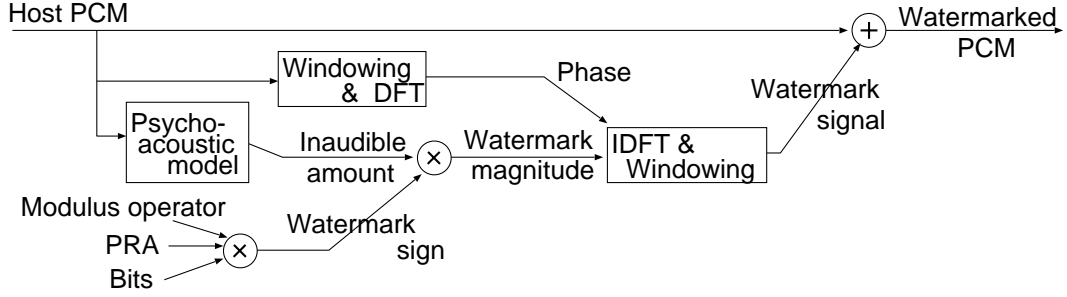 Host PCM
Watermarked
PCM
Windowing
& DFT
Phase
Watermark
signal
Psycho-
acoustic
model
Inaudible
amount
×
Watermark
magnitude
IDFT &
Windowing
+
Modulus operator
PRA
Bits
×
Watermark
sign